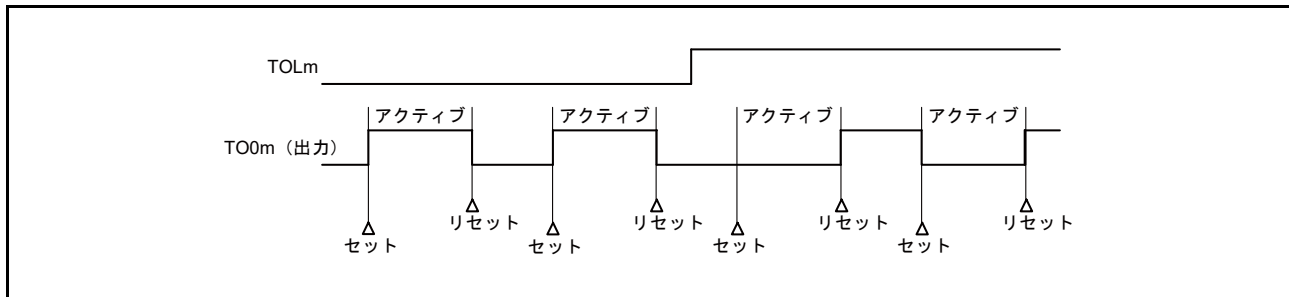 TOLm
アクティブ アクティブ アクティブ アクティブ
TO0m（出力）
リセット リセット リセット リセット
セット セット セット セット